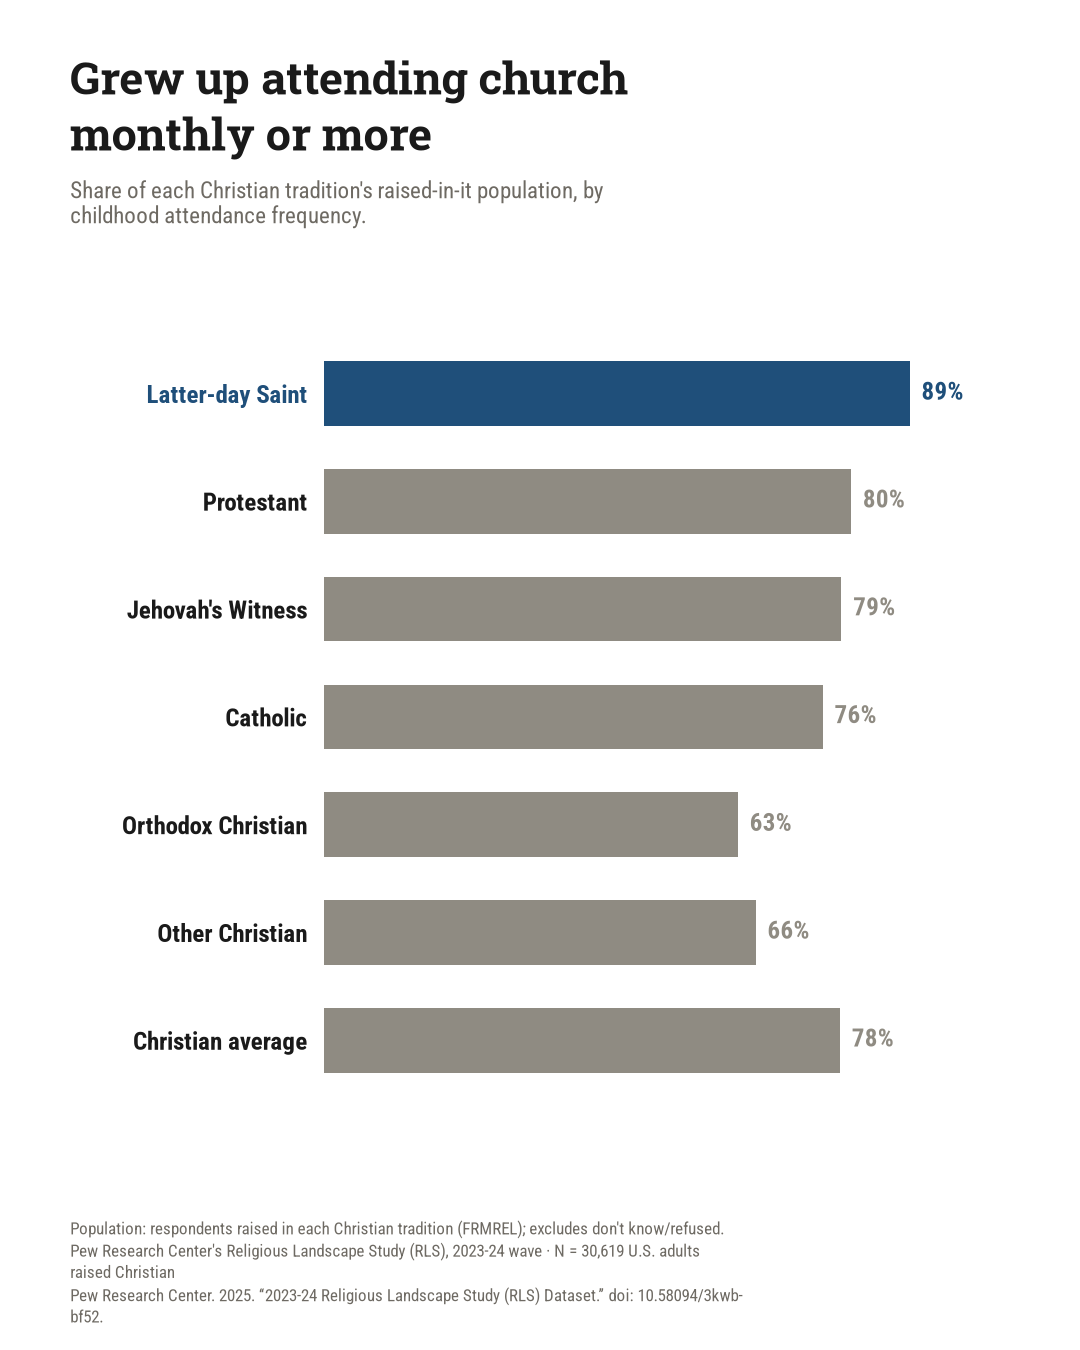 Grew up attending church
monthly or more
Share of each Christian tradition's raised-in-it population, by
childhood attendance frequency.
Latter-day Saint 89%
Protestant 80%
Jehovah's Witness 79%
Catholic 76%
Orthodox Christian 63%
Other Christian 66%
Christian average 78%
Population: respondents raised in each Christian tradition (FRMREL); excludes don't know/refused.
Pew Research Center's Religious Landscape Study (RLS), 2023-24 wave · N = 30,619 U.S. adults
raised Christian
Pew Research Center. 2025. “2023-24 Religious Landscape Study (RLS) Dataset.” doi: 10.58094/3kwb-
bf52.